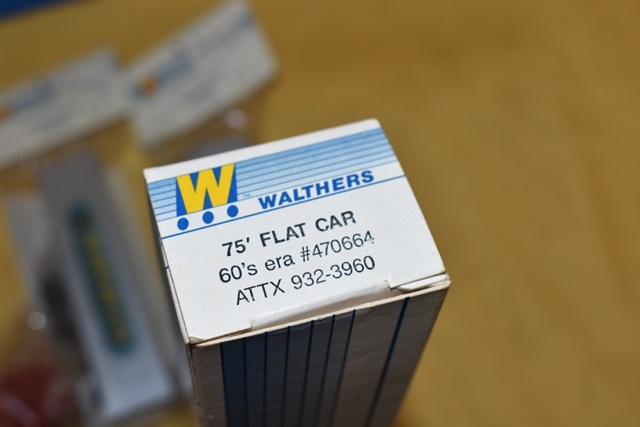 W
WALTHERS
75' FLAT CAR
60's era #470664
ATTX 932-3960